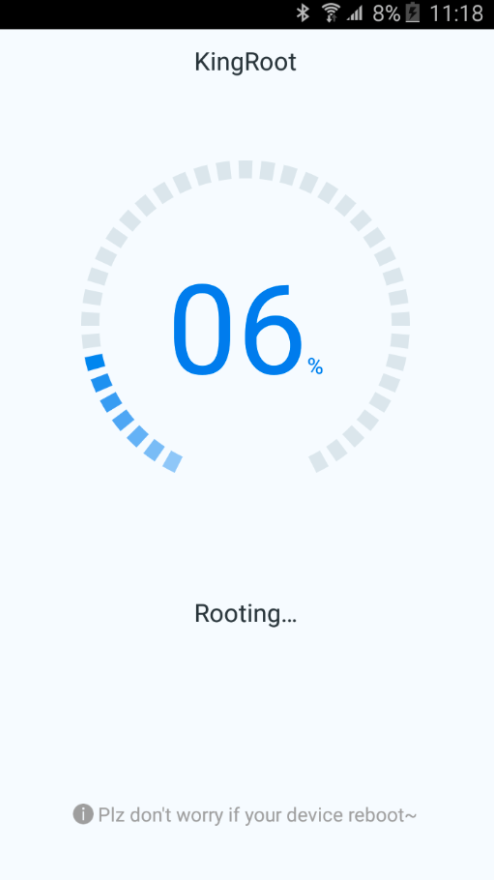 8% 11:18
KingRoot
06%
Rooting...
Plz don't worry if your device reboot~